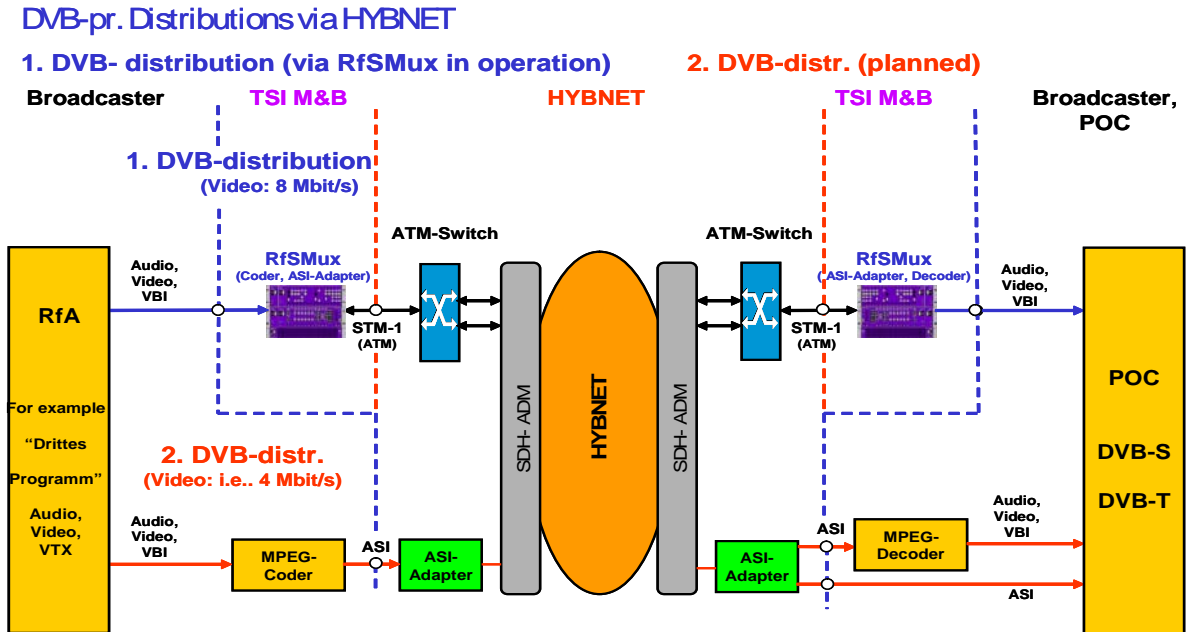 DVB-pr. Distributions via HYBNET
1. DVB- distribution (via RfSMux in operation)
2. DVB-distr. (planned)
Broadcaster
TSI M&B
HYBNET
TSI M&B
Broadcaster,
POC
1. DVB-distribution
(Video: 8 Mbit/s)
ATM-Switch
ATM-Switch
RfSMux
(Coder, ASI-Adapter)
RfSMux
(ASI-Adapter, Decoder)
Audio,
Video,
VBI
Audio,
Video,
VBI
RfA
STM-1
(ATM)
STM-1
(ATM)
SDH- ADM
HYBNET
SDH- ADM
POC
DVB-S
DVB-T
For example
“Drittes
Programm”
Audio,
Video,
VTX
2. DVB-distr.
(Video: i.e.. 4 Mbit/s)
Audio,
Video,
VBI
MPEG-
Coder
ASI
ASI-
Adapter
ASI-
Adapter
ASI
MPEG-
Decoder
Audio,
Video,
VBI
ASI